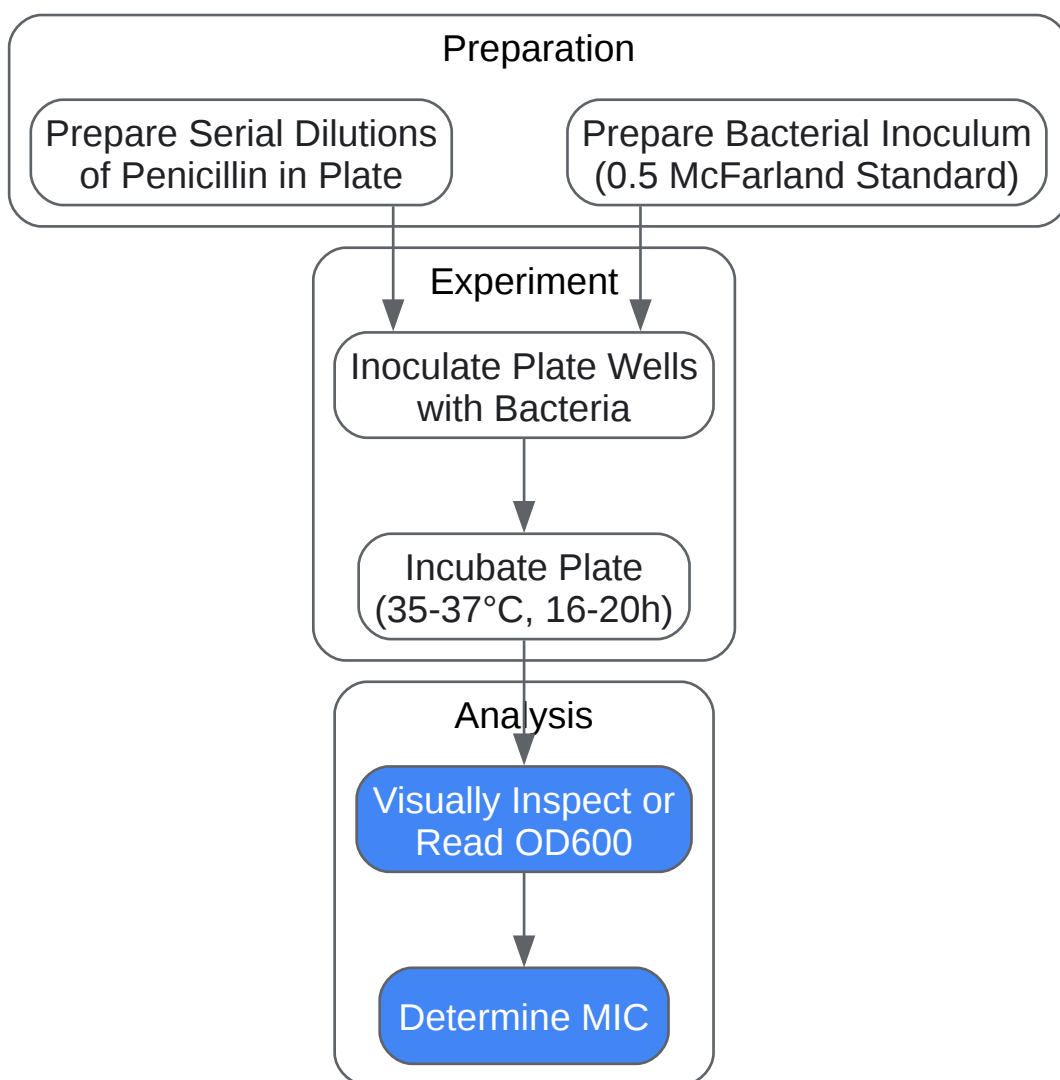 Preparation
Prepare Serial Dilutions
of Penicillin in Plate
Prepare Bacterial Inoculum
(0.5 McFarland Standard)
Experiment
Inoculate Plate Wells
with Bacteria
Incubate Plate
(35-37°C, 16-20h)
Analysis
Visually Inspect or
Read OD600
Determine MIC